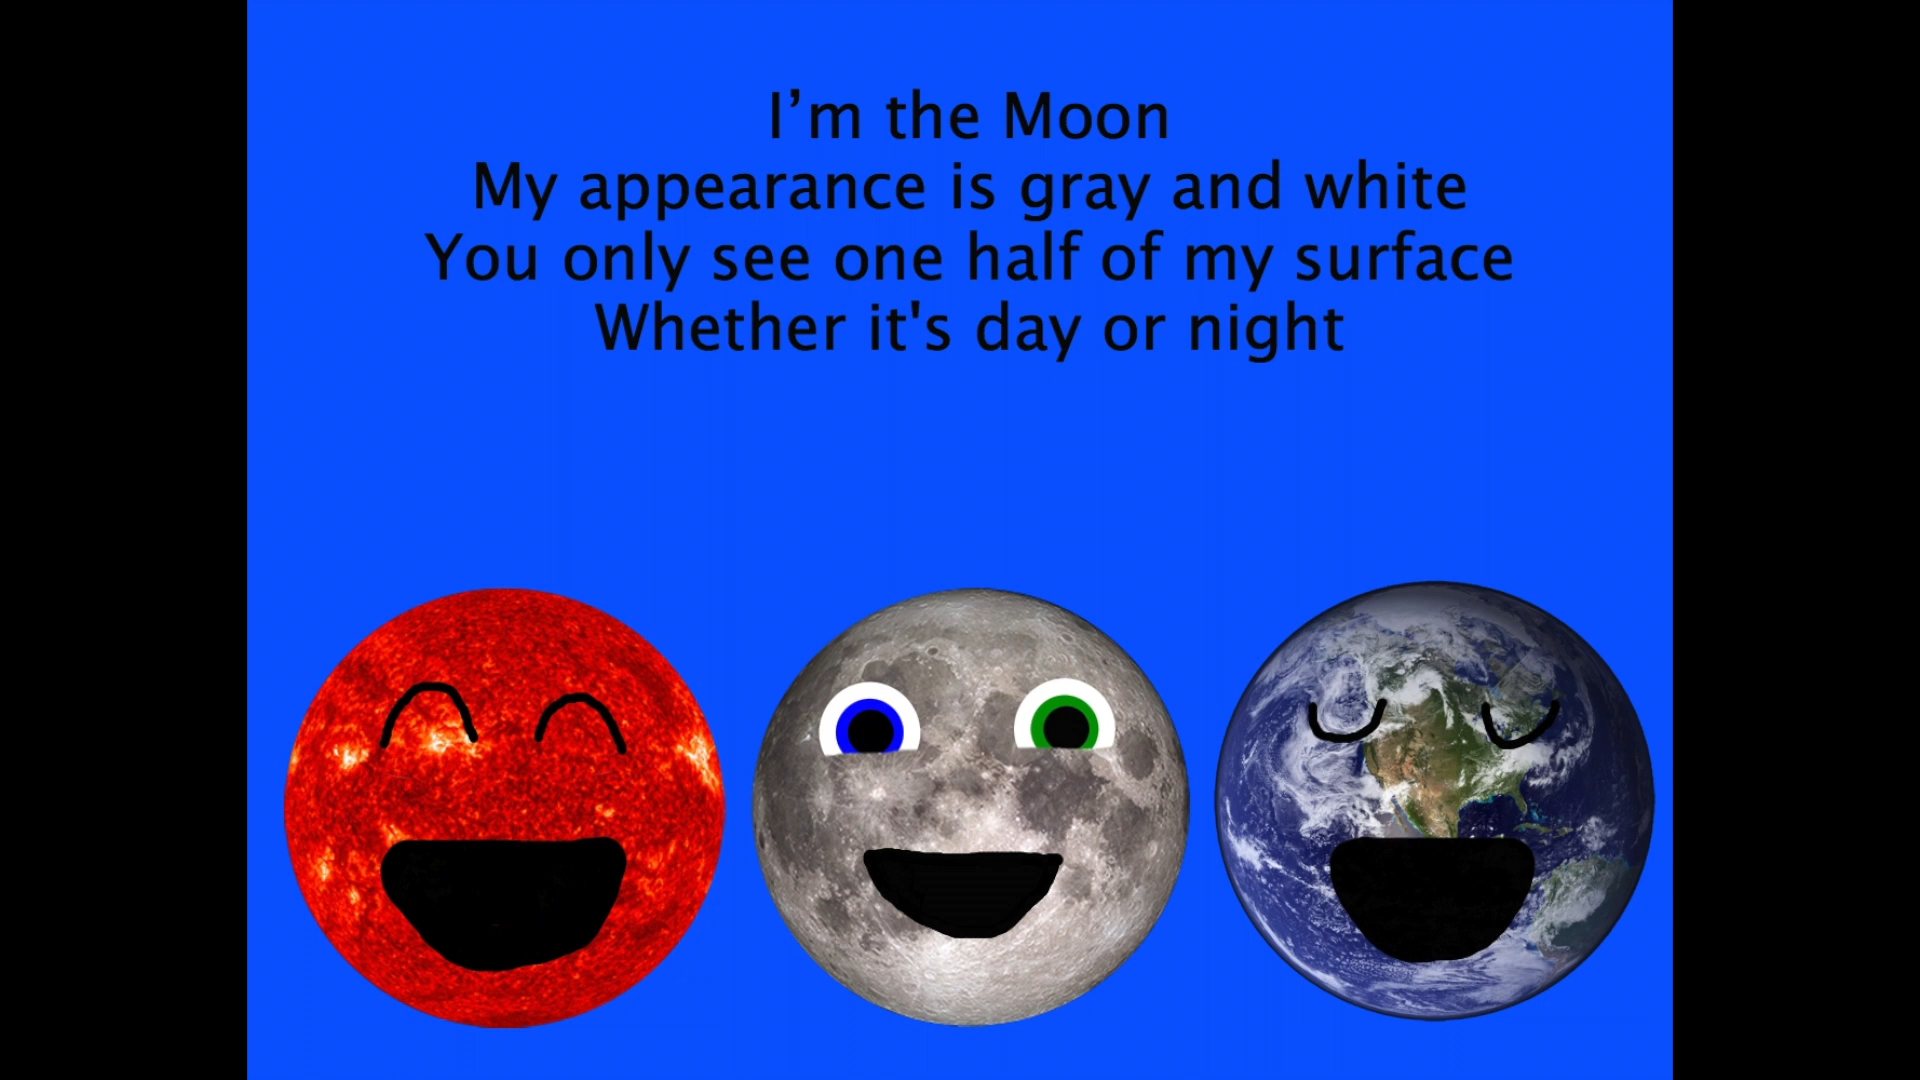 I’m the Moon
My appearance is gray and white
You only see one half of my surface
Whether it's day or night